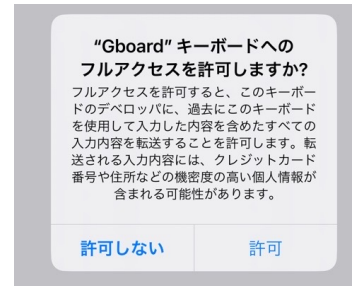 “Gboard” キーボードへの
フルアクセスを許可しますか?
フルアクセスを許可すると、このキーボー
ドのデベロッパに、過去にこのキーボード
を使用して入力した内容を含めたすべての
入力内容を転送することを許可します。転
送される入力内容には、クレジットカード
番号や住所などの機密度の高い個人情報が
含まれる可能性があります。
許可しない
許可